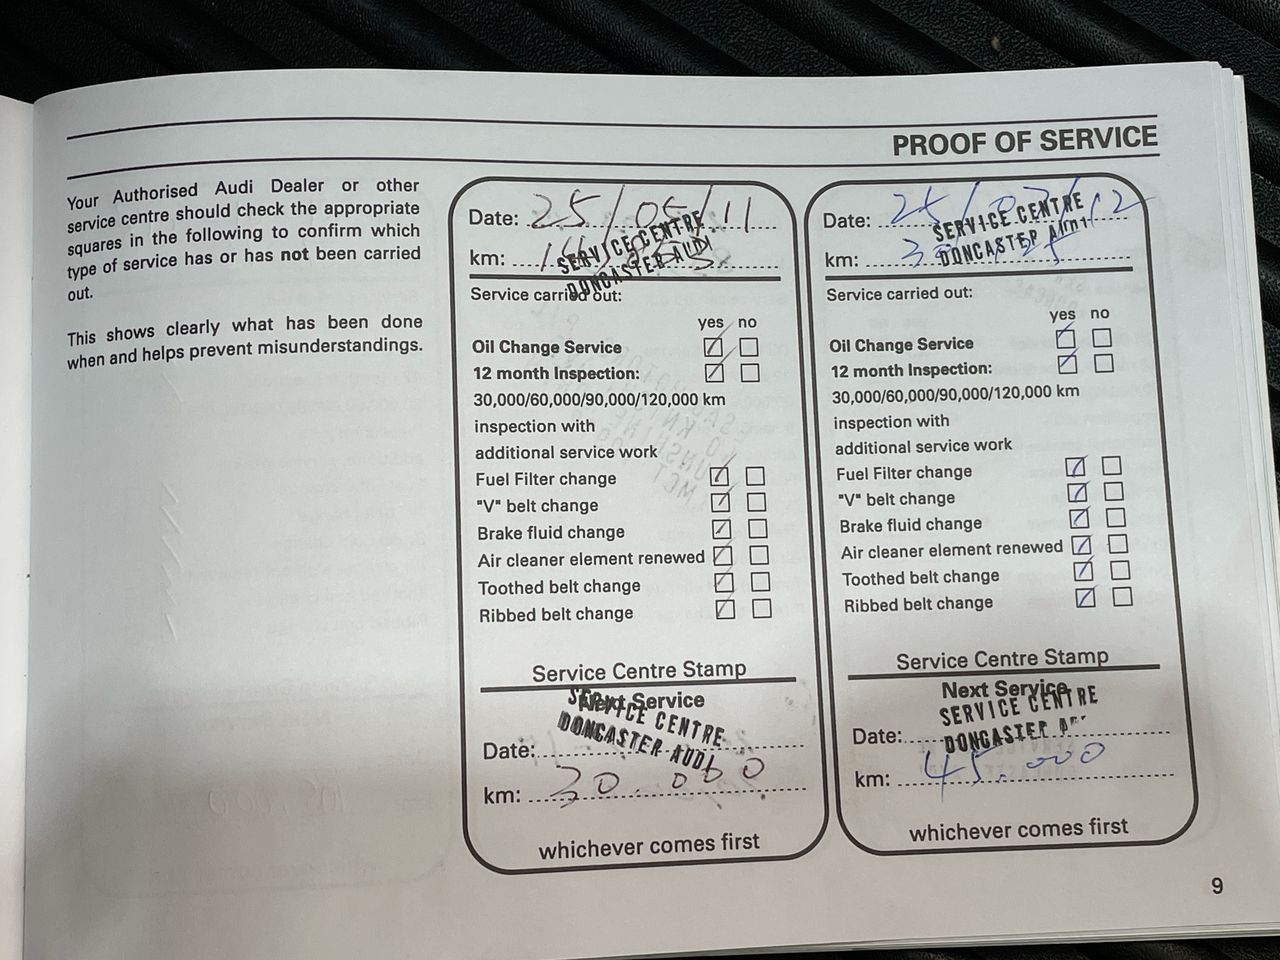 PROOF OF SERVICE
Your Authorised Audi Dealer or other
service centre should check the appropriate
squares in the following to confirm which
type of service has or has not been carried
out.
This shows clearly what has been done
when and helps prevent misunderstandings.
Date: 25/05/11
km:
SERVICE CENTRE
DONCASTER AUDI
Service carried out:
yes no
Oil Change Service
12 month Inspection:
30,000/60,000/90,000/120,000 km
inspection with
additional service work
Fuel Filter change
"V" belt change
Brake fluid change
Air cleaner element renewed
Toothed belt change
Ribbed belt change
Service Centre Stamp
Next Service
SERVICE CENTRE
DONCASTER AUDI
Date:
km: 30.000
whichever comes first
Date: 25/ /12
km:
SERVICE CENTRE
DONCASTER AUDI
Service carried out:
yes no
Oil Change Service
12 month Inspection:
30,000/60,000/90,000/120,000 km
inspection with
additional service work
Fuel Filter change
"V" belt change
Brake fluid change
Air cleaner element renewed
Toothed belt change
Ribbed belt change
Service Centre Stamp
Next Service
SERVICE CENTRE
DONCASTER
Date:
km: 45.000
whichever comes first
9